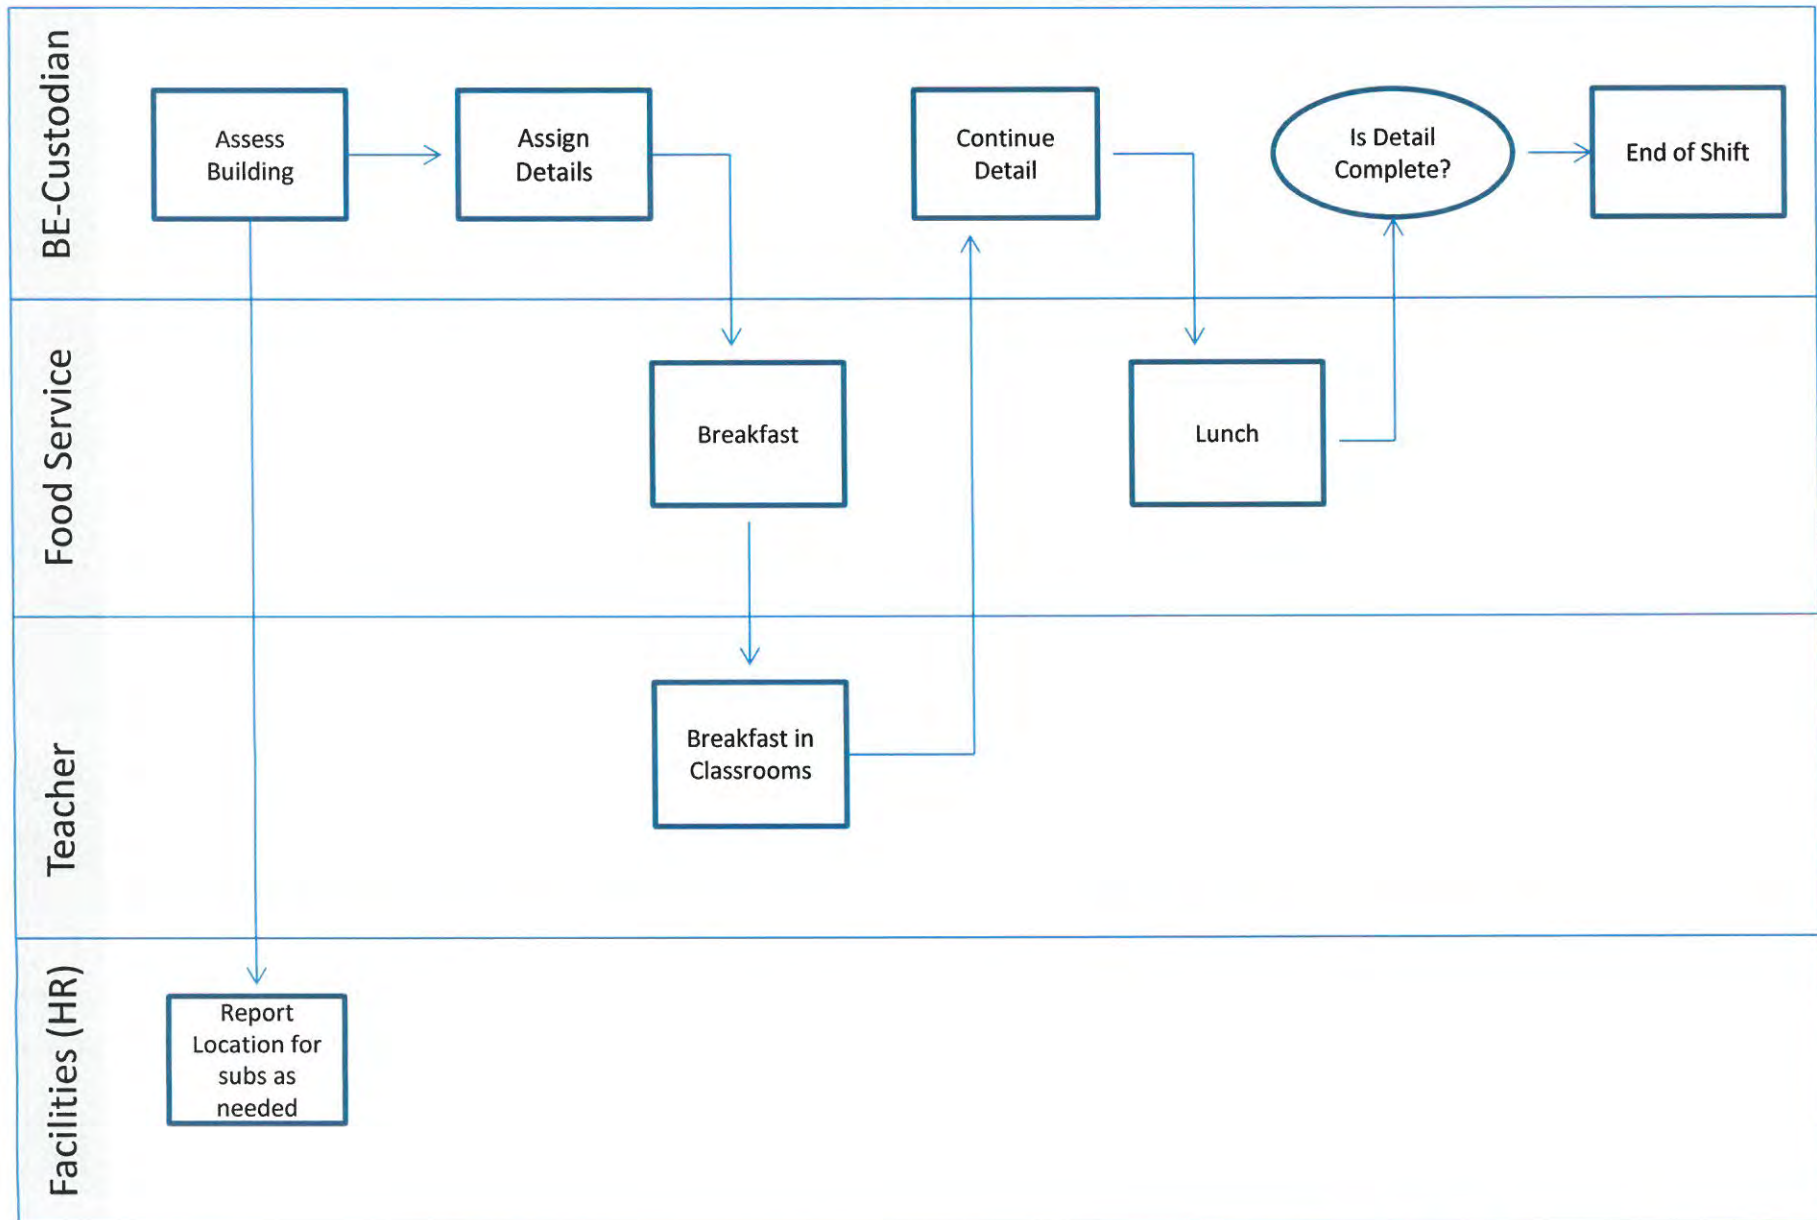 BE-Custodian
Assess
Building
Assign
Details
Continue
Detail
Is Detail
Complete?
End of Shift
Food Service
Breakfast
Lunch
Teacher
Breakfast in
Classrooms
Facilities (HR)
Report
Location for
subs as
needed